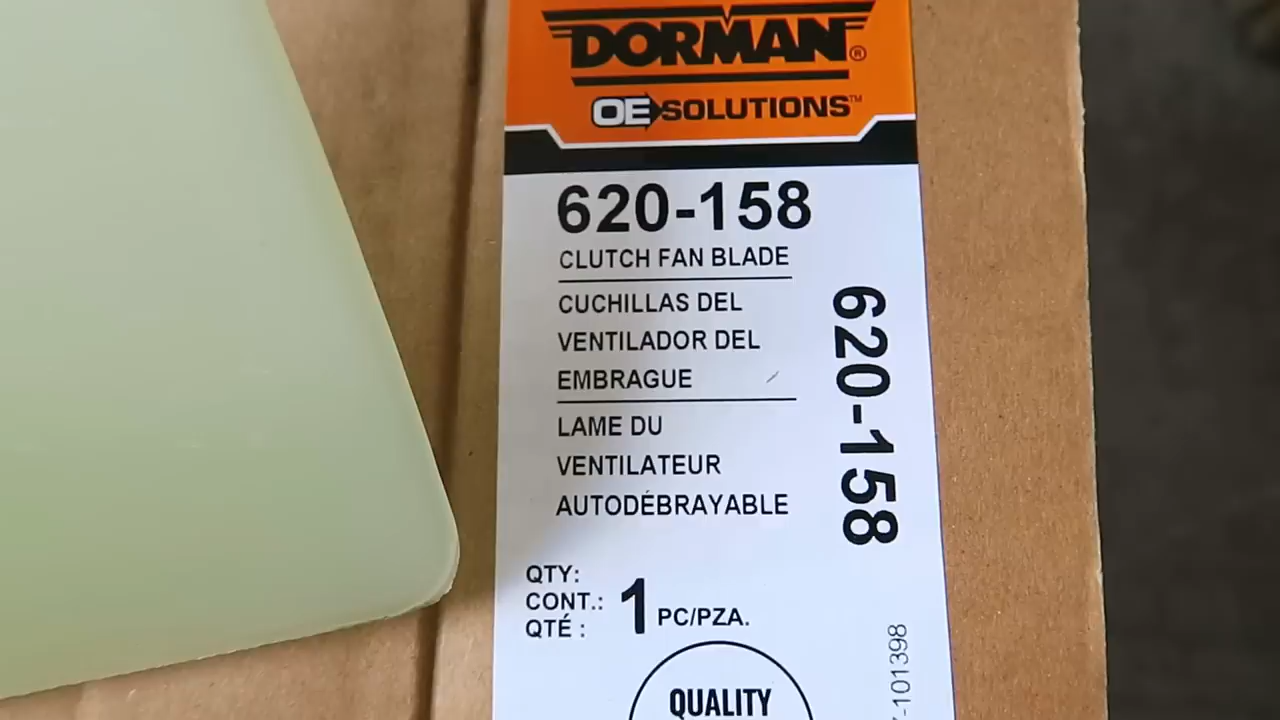 DORMAN®
OE SOLUTIONS™
620-158
CLUTCH FAN BLADE
CUCHILLAS DEL
VENTILADOR DEL
EMBRAGUE
LAME DU
VENTILATEUR
AUTODÉBRAYABLE
620-158
QTY:
CONT.:
QTÉ :
1 PC/PZA.
-101398
QUALITY